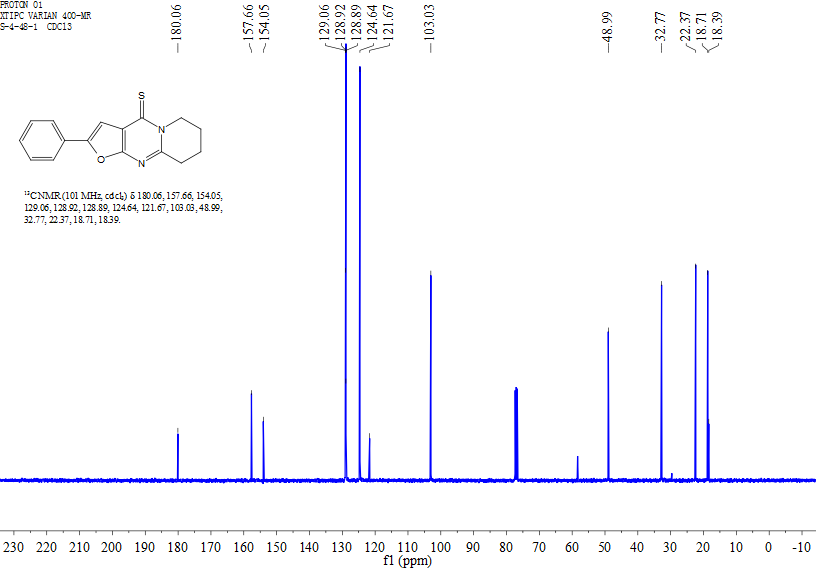 PROTON 01
XTIPC VARIAN 400-MR
S-4-48-1 CDCl3
180.06
157.66
154.05
129.06
128.92
128.89
124.64
121.67
103.03
48.99
32.77
22.37
18.71
18.39
S
N
O
N
¹³C NMR (101 MHz, cdcl₃) δ 180.06, 157.66, 154.05,
129.06, 128.92, 128.89, 124.64, 121.67, 103.03, 48.99,
32.77, 22.37, 18.71, 18.39.
230 220 210 200 190 180 170 160 150 140 130 120 110 100 90 80 70 60 50 40 30 20 10 0 -10
f1 (ppm)